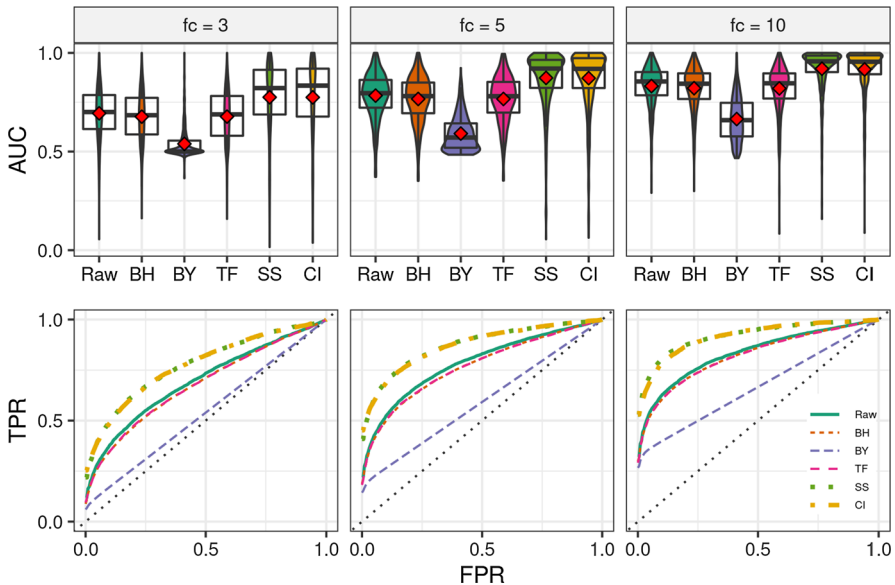 fc = 3 fc = 5 fc = 10
1.0
0.5
0.0
AUC
Raw BH BY TF SS CI Raw BH BY TF SS CI Raw BH BY TF SS CI
1.0
0.5
0.0
TPR
Raw
BH
BY
TF
SS
CI
0.0 0.5 1.0 0.0 0.5 1.0 0.0 0.5 1.0
FPR